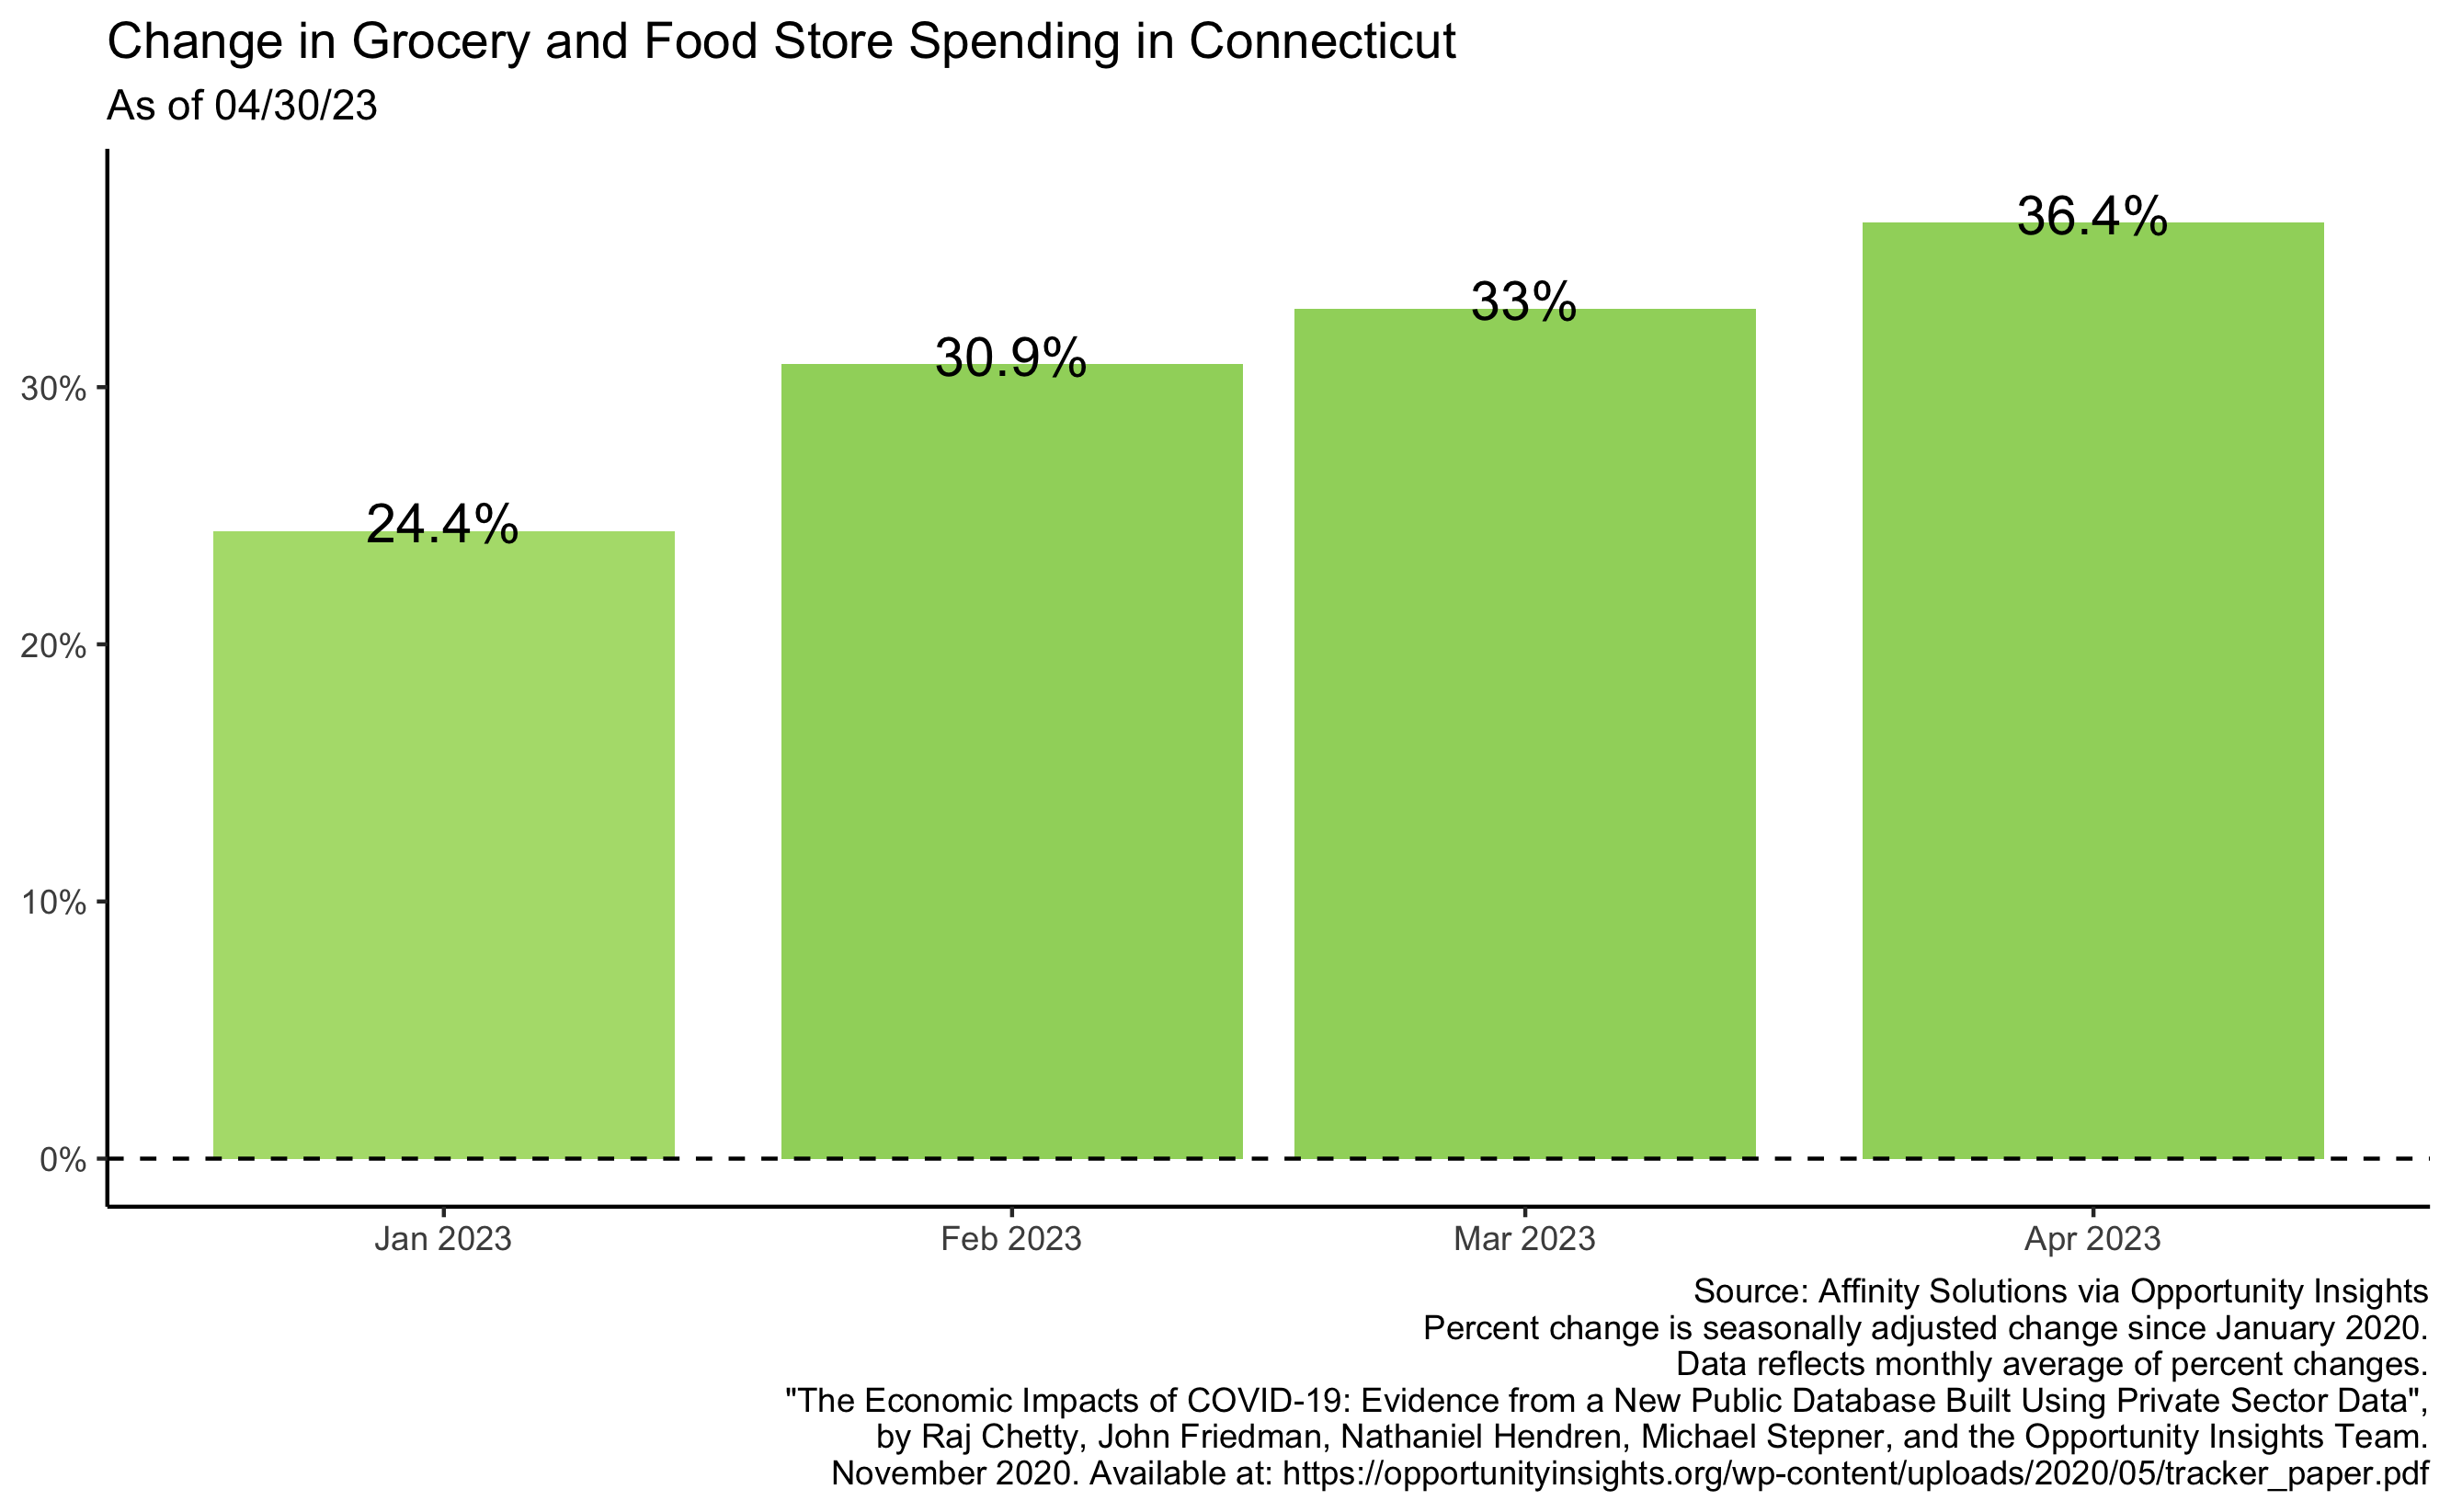 Change in Grocery and Food Store Spending in Connecticut
As of 04/30/23
36.4%
33%
30.9%
24.4%
30%
20%
10%
0%
Jan 2023 Feb 2023 Mar 2023 Apr 2023
Source: Affinity Solutions via Opportunity Insights
Percent change is seasonally adjusted change since January 2020.
Data reflects monthly average of percent changes.
"The Economic Impacts of COVID-19: Evidence from a New Public Database Built Using Private Sector Data",
by Raj Chetty, John Friedman, Nathaniel Hendren, Michael Stepner, and the Opportunity Insights Team.
November 2020. Available at: https://opportunityinsights.org/wp-content/uploads/2020/05/tracker_paper.pdf